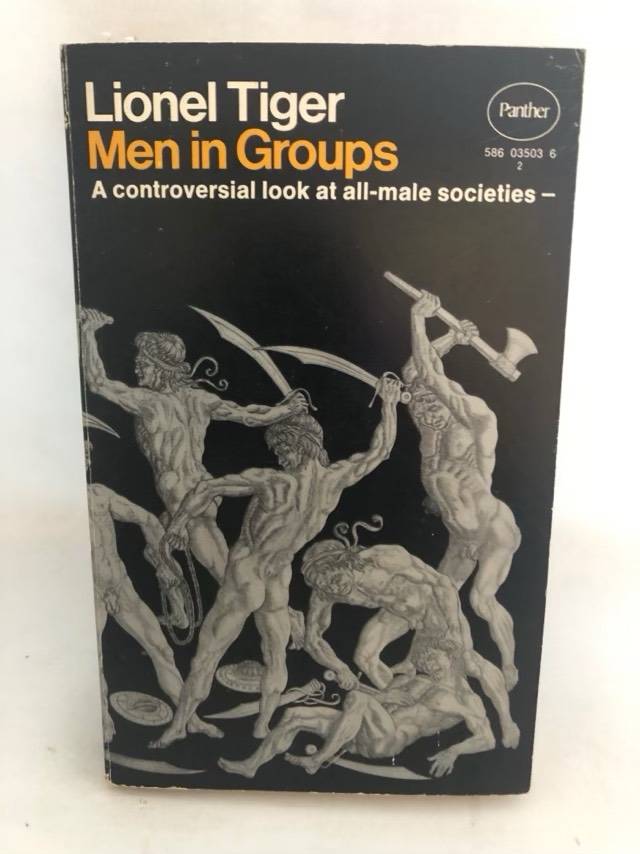 Lionel Tiger
Men in Groups
A controversial look at all-male societies –
Panther
586 03503 6
2